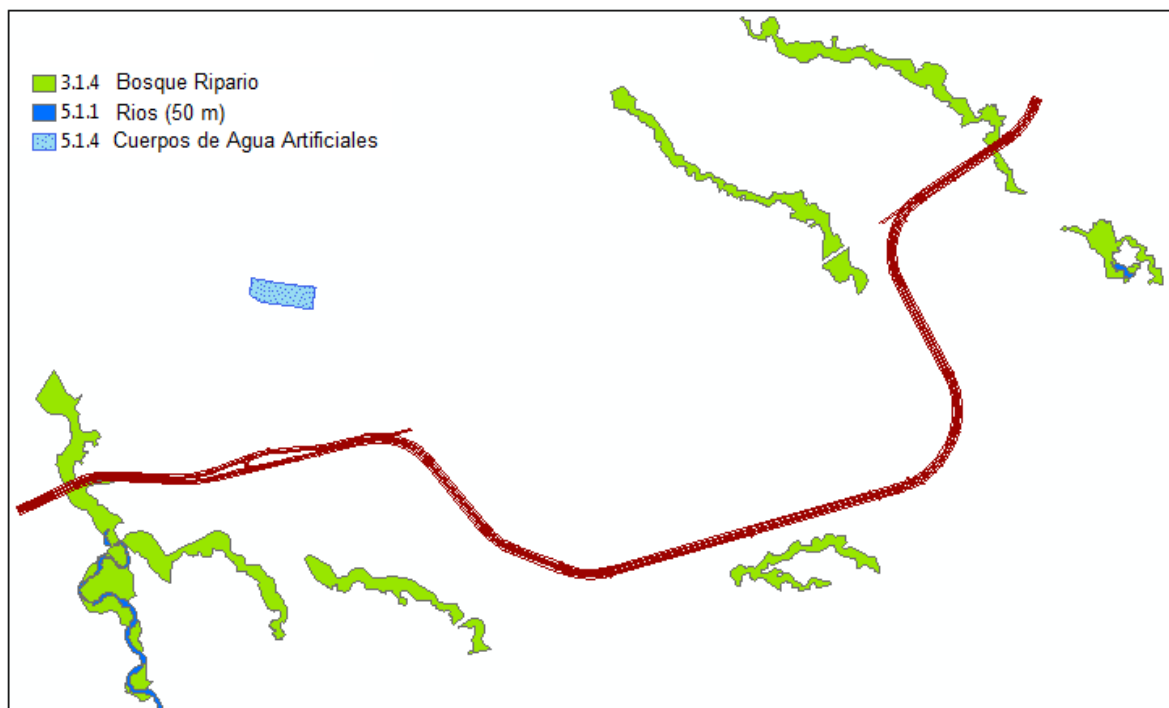 3.1.4 Bosque Ripario
5.1.1 Rios (50 m)
5.1.4 Cuerpos de Agua Artificiales